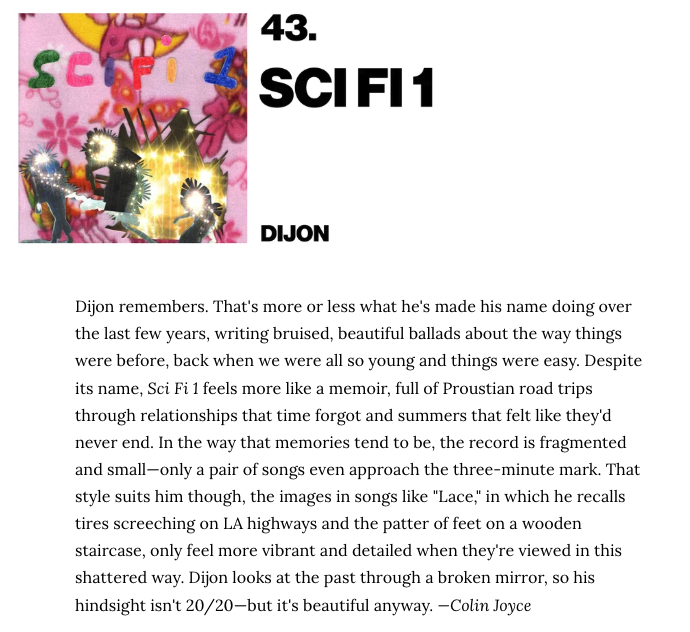 SCIFI1
43.
SCI FI 1
DIJON
Dijon remembers. That's more or less what he's made his name doing over
the last few years, writing bruised, beautiful ballads about the way things
were before, back when we were all so young and things were easy. Despite
its name, Sci Fi 1 feels more like a memoir, full of Proustian road trips
through relationships that time forgot and summers that felt like they'd
never end. In the way that memories tend to be, the record is fragmented
and small—only a pair of songs even approach the three-minute mark. That
style suits him though, the images in songs like "Lace," in which he recalls
tires screeching on LA highways and the patter of feet on a wooden
staircase, only feel more vibrant and detailed when they're viewed in this
shattered way. Dijon looks at the past through a broken mirror, so his
hindsight isn't 20/20—but it's beautiful anyway. —Colin Joyce